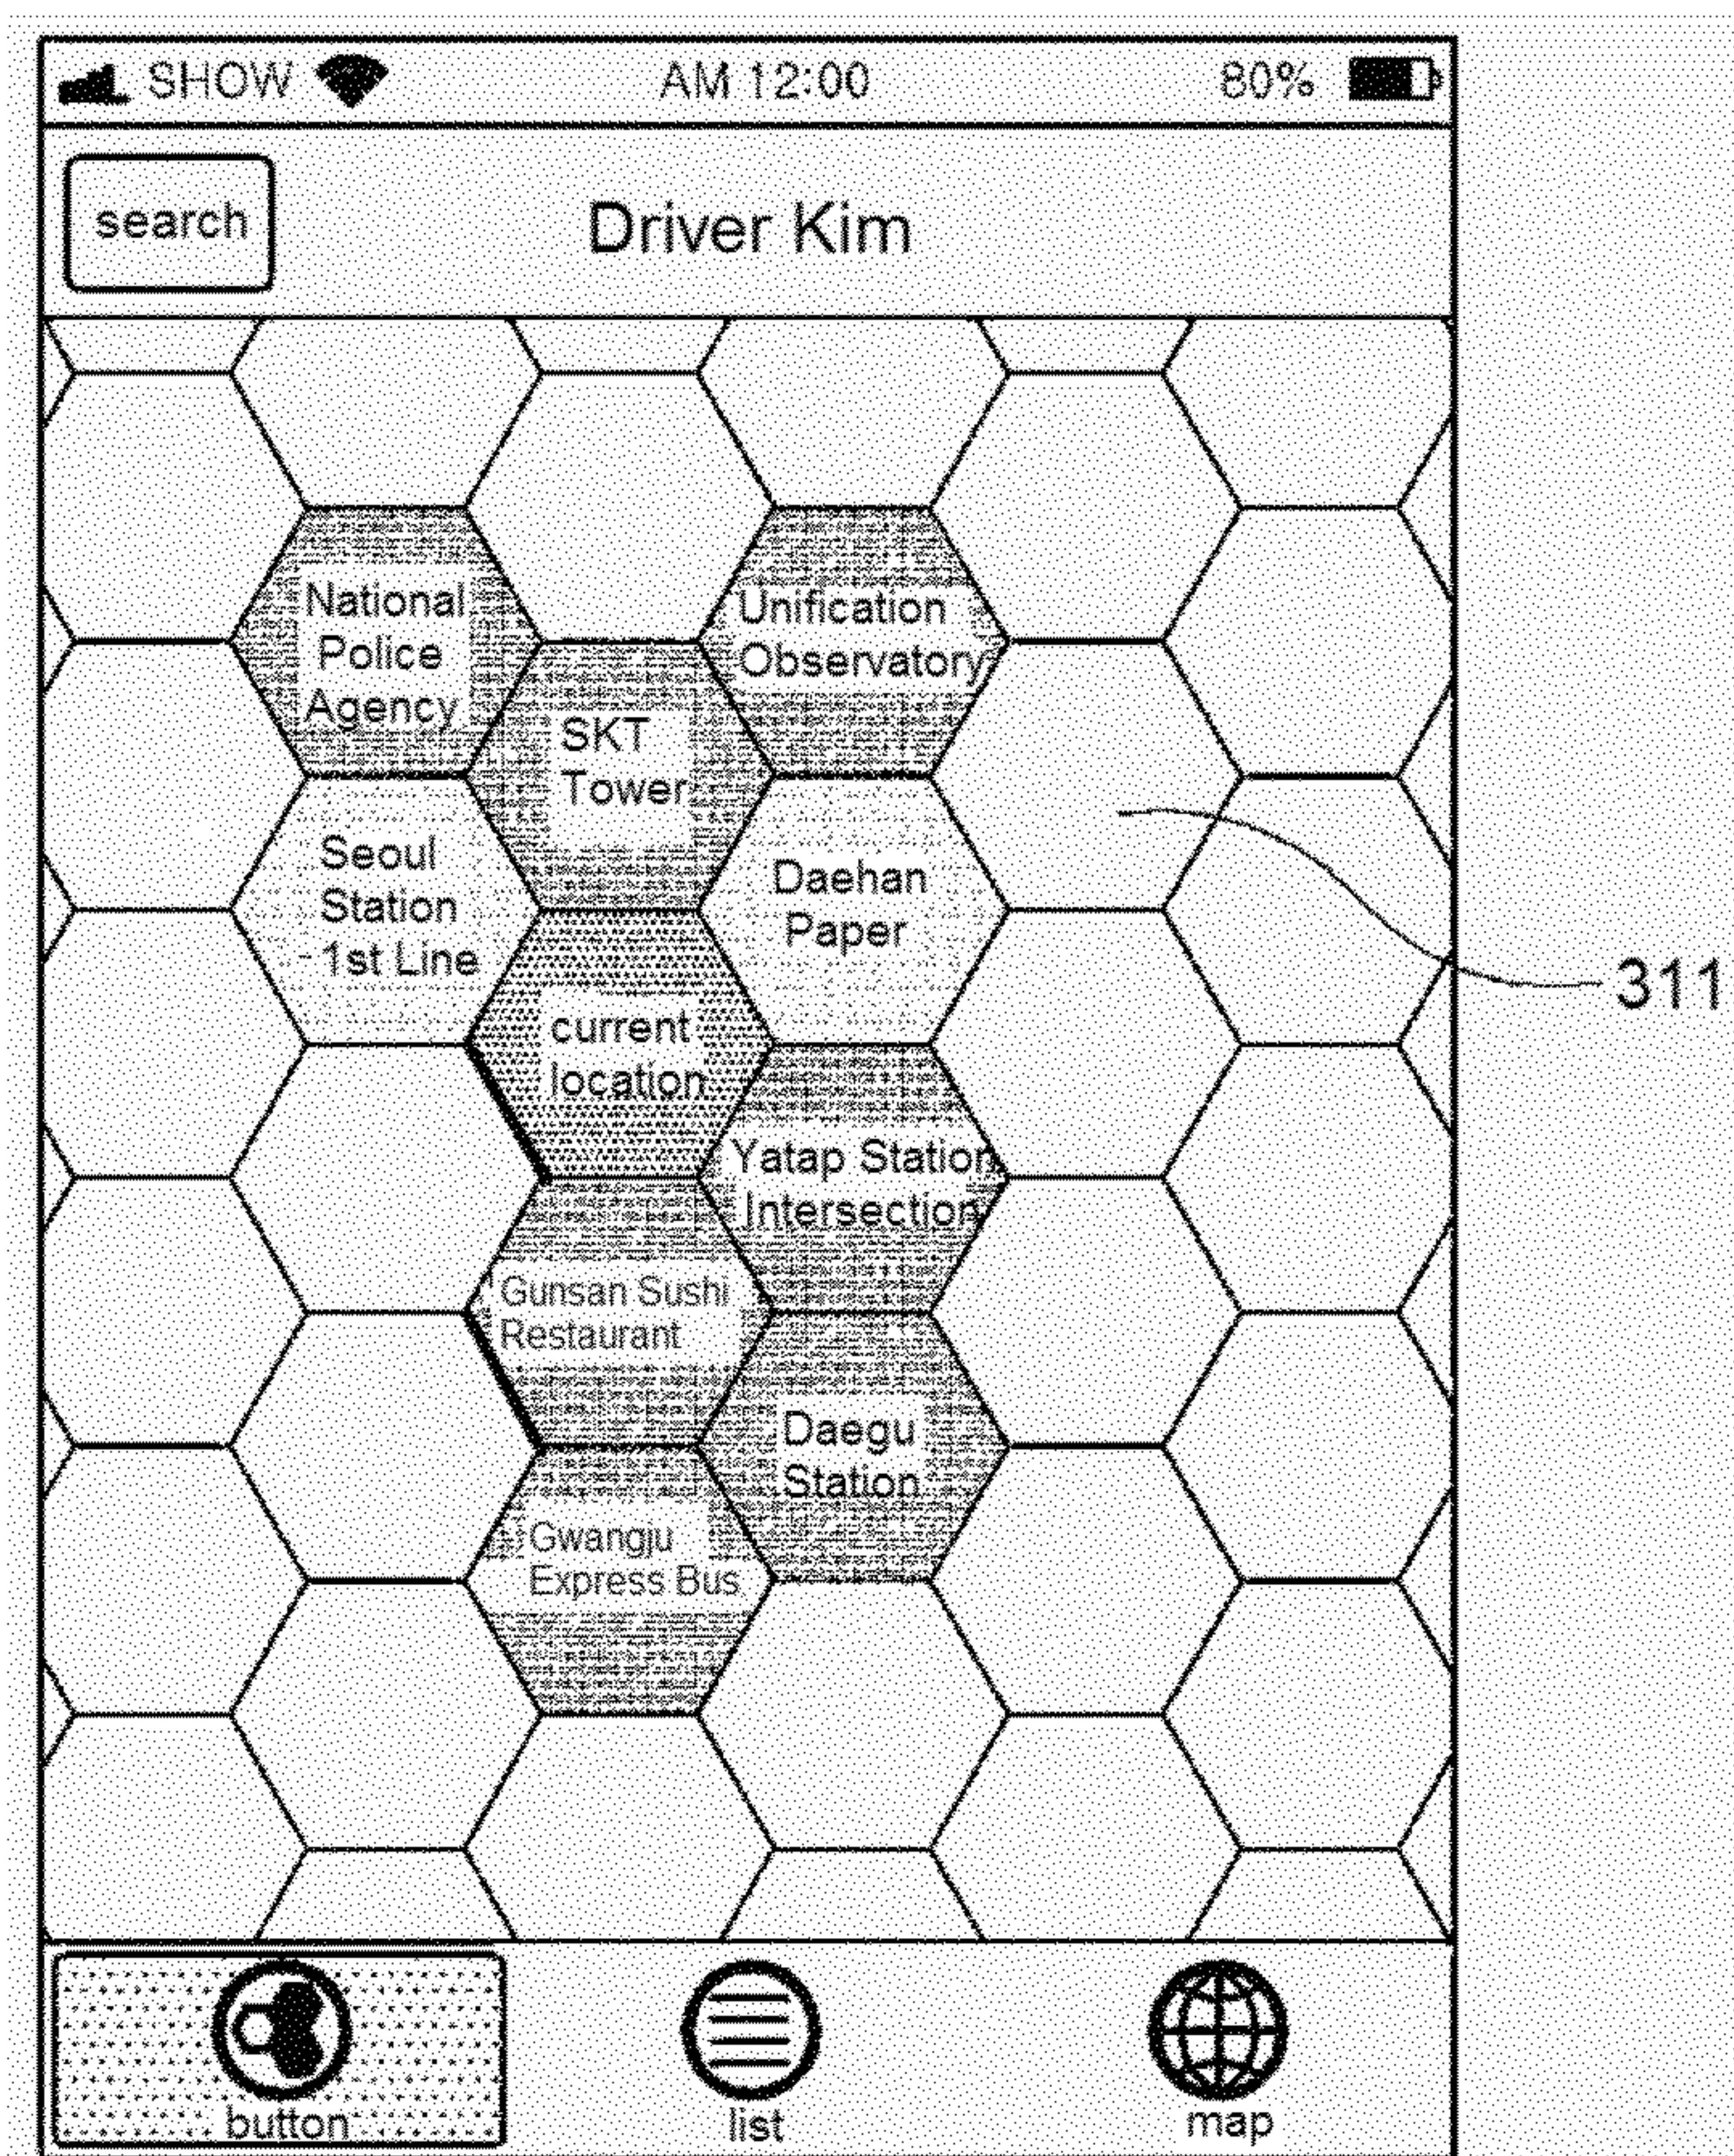 SHOW AM 12:00 80%
search
Driver Kim
National
Police
Agency
Unification
Observatory
SKT
Tower
Seoul
Station
- 1st Line
Daehan
Paper
311
current
location
Yatap Station
Intersection
Gunsan Sushi
Restaurant
Daegu
Station
Gwangju
Express Bus
button
list
map